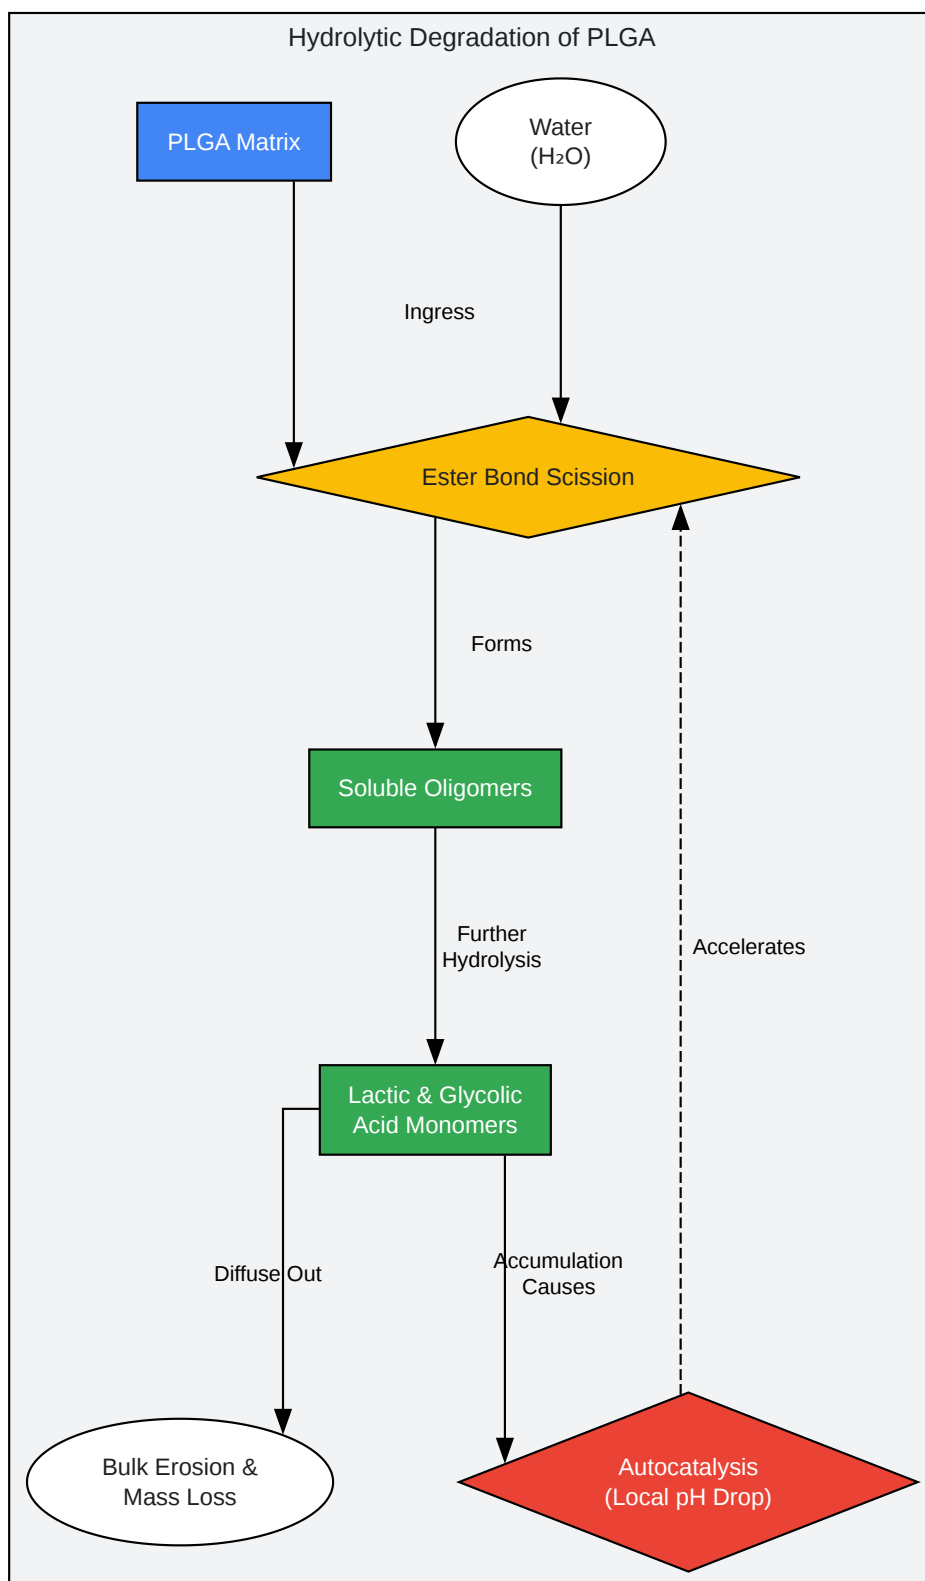 Hydrolytic Degradation of PLGA
PLGA Matrix
Water
(H₂O)
Ingress
Ester Bond Scission
Forms
Soluble Oligomers
Further
Hydrolysis
Accelerates
Lactic & Glycolic
Acid Monomers
Diffuse Out
Accumulation
Causes
Bulk Erosion &
Mass Loss
Autocatalysis
(Local pH Drop)